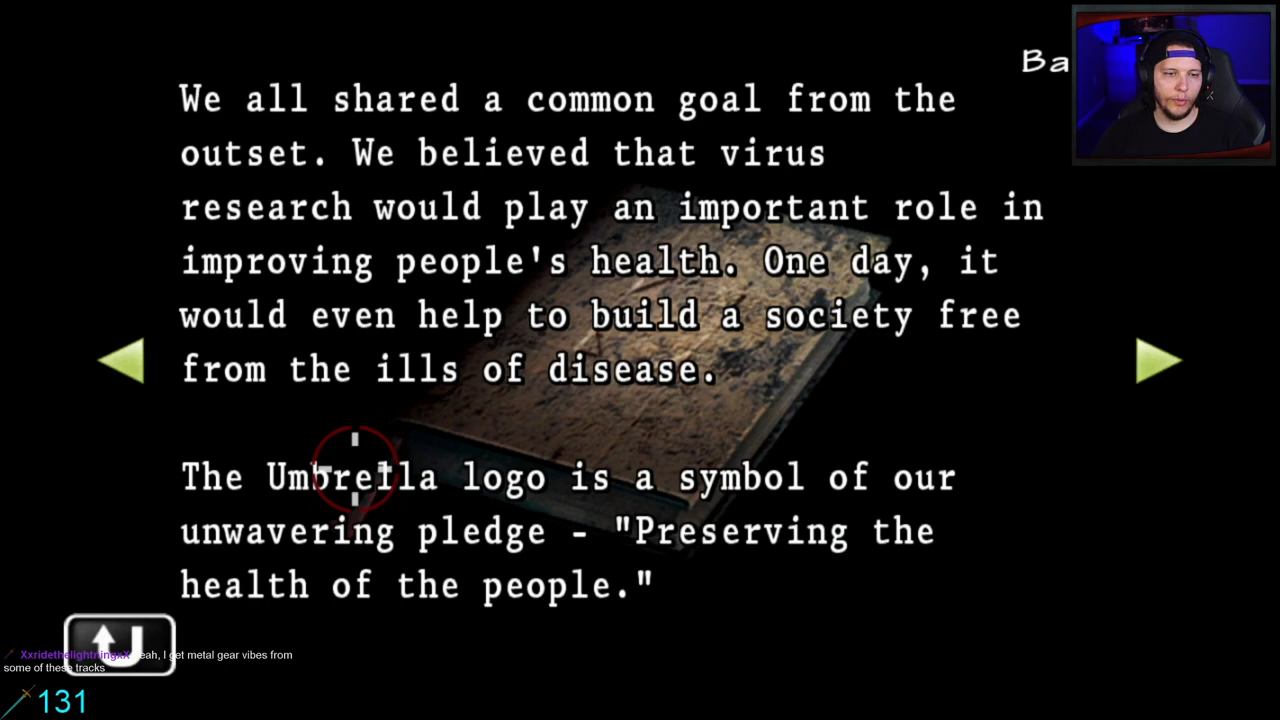 Ba
We all shared a common goal from the
outset. We believed that virus
research would play an important role in
improving people's health. One day, it
would even help to build a society free
from the ills of disease.
The Umbrella logo is a symbol of our
unwavering pledge - "Preserving the
health of the people."
XxridethelightningxX eah, I get metal gear vibes from
some of these tracks
131